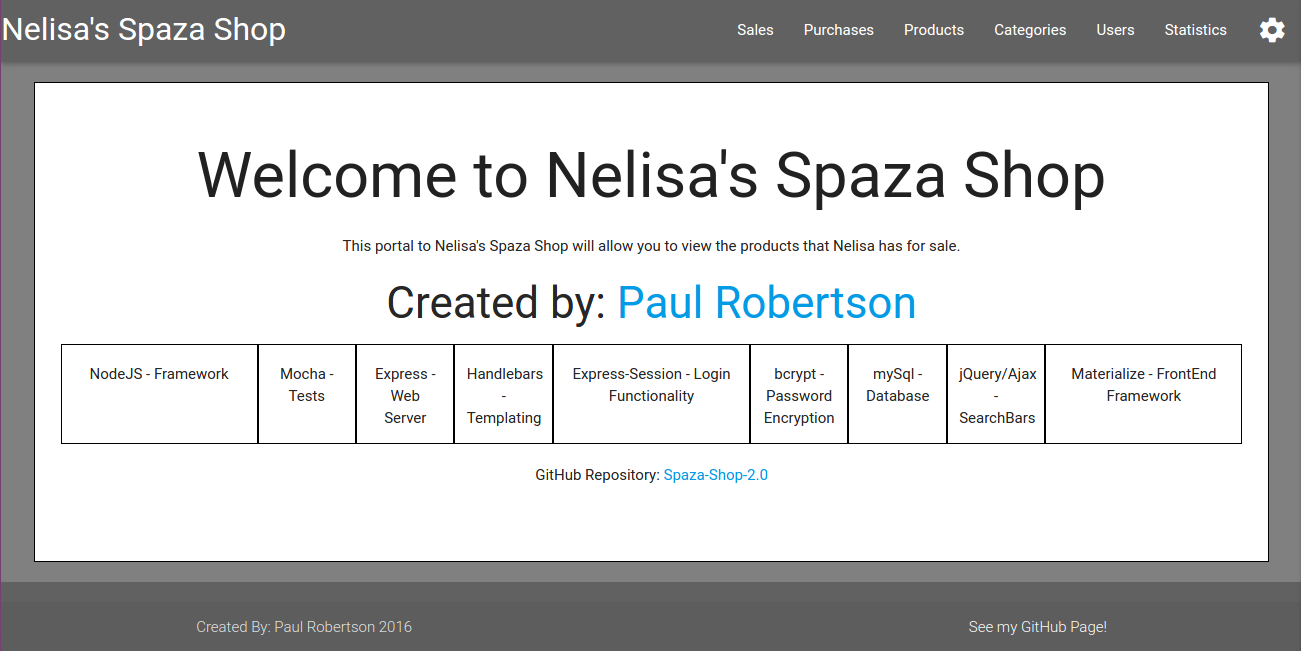 Nelisa's Spaza Shop
Sales Purchases Products Categories Users Statistics
Welcome to Nelisa's Spaza Shop
This portal to Nelisa's Spaza Shop will allow you to view the products that Nelisa has for sale.
Created by: Paul Robertson
NodeJS - Framework
Mocha -
Tests
Express -
Web
Server
Handlebars
-
Templating
Express-Session - Login
Functionality
bcrypt -
Password
Encryption
mySql -
Database
jQuery/Ajax
-
SearchBars
Materialize - FrontEnd
Framework
GitHub Repository: Spaza-Shop-2.0
Created By: Paul Robertson 2016
See my GitHub Page!